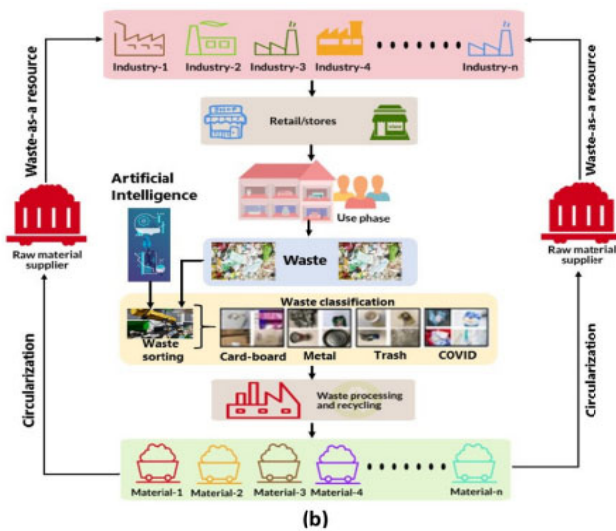 Industry-1 Industry-2 Industry-3 Industry-4 Industry-n
Waste-as-a resource
Waste-as-a resource
Retail/stores
Artificial
Intelligence
Use phase
Raw material
supplier
Raw material
supplier
Waste
Waste classification
Waste
sorting
Card-board Metal Trash COVID
Circularization
Circularization
Waste processing
and recycling
Material-1 Material-2 Material-3 Material-4 Material-n
(b)